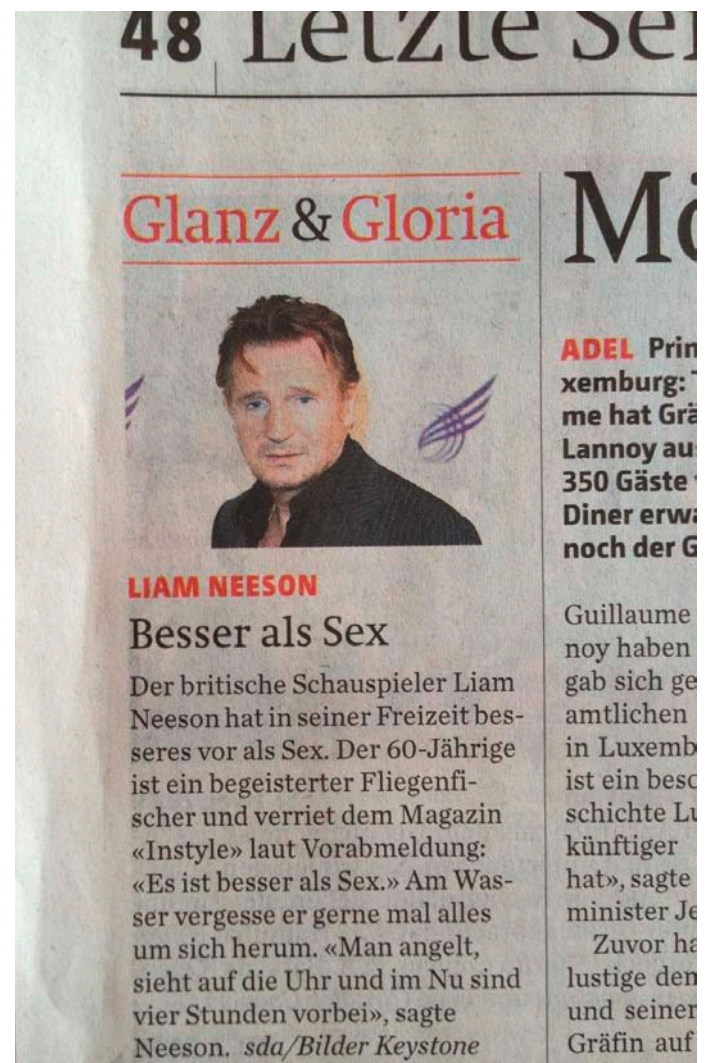 48 Letzte
Glanz & Gloria
LIAM NEESON
Besser als Sex
Der britische Schauspieler Liam
Neeson hat in seiner Freizeit bes-
seres vor als Sex. Der 60-Jährige
ist ein begeisterter Fliegenfi-
scher und verriet dem Magazin
«Instyle» laut Vorabmeldung:
«Es ist besser als Sex.» Am Was-
ser vergesse er gerne mal alles
um sich herum. «Man angelt,
sieht auf die Uhr und im Nu sind
vier Stunden vorbei», sagte
Neeson. sda/Bilder Keystone
ADEL
xemburg:
me hat
Lannoy
350 Gäste
Diner
noch der
Guillaume
noy haben
gab sich
amtlichen
in
ist ein
schichte
künftiger
hat», sagte
minister
Zuvor
lustige
und seiner
Gräfin auf